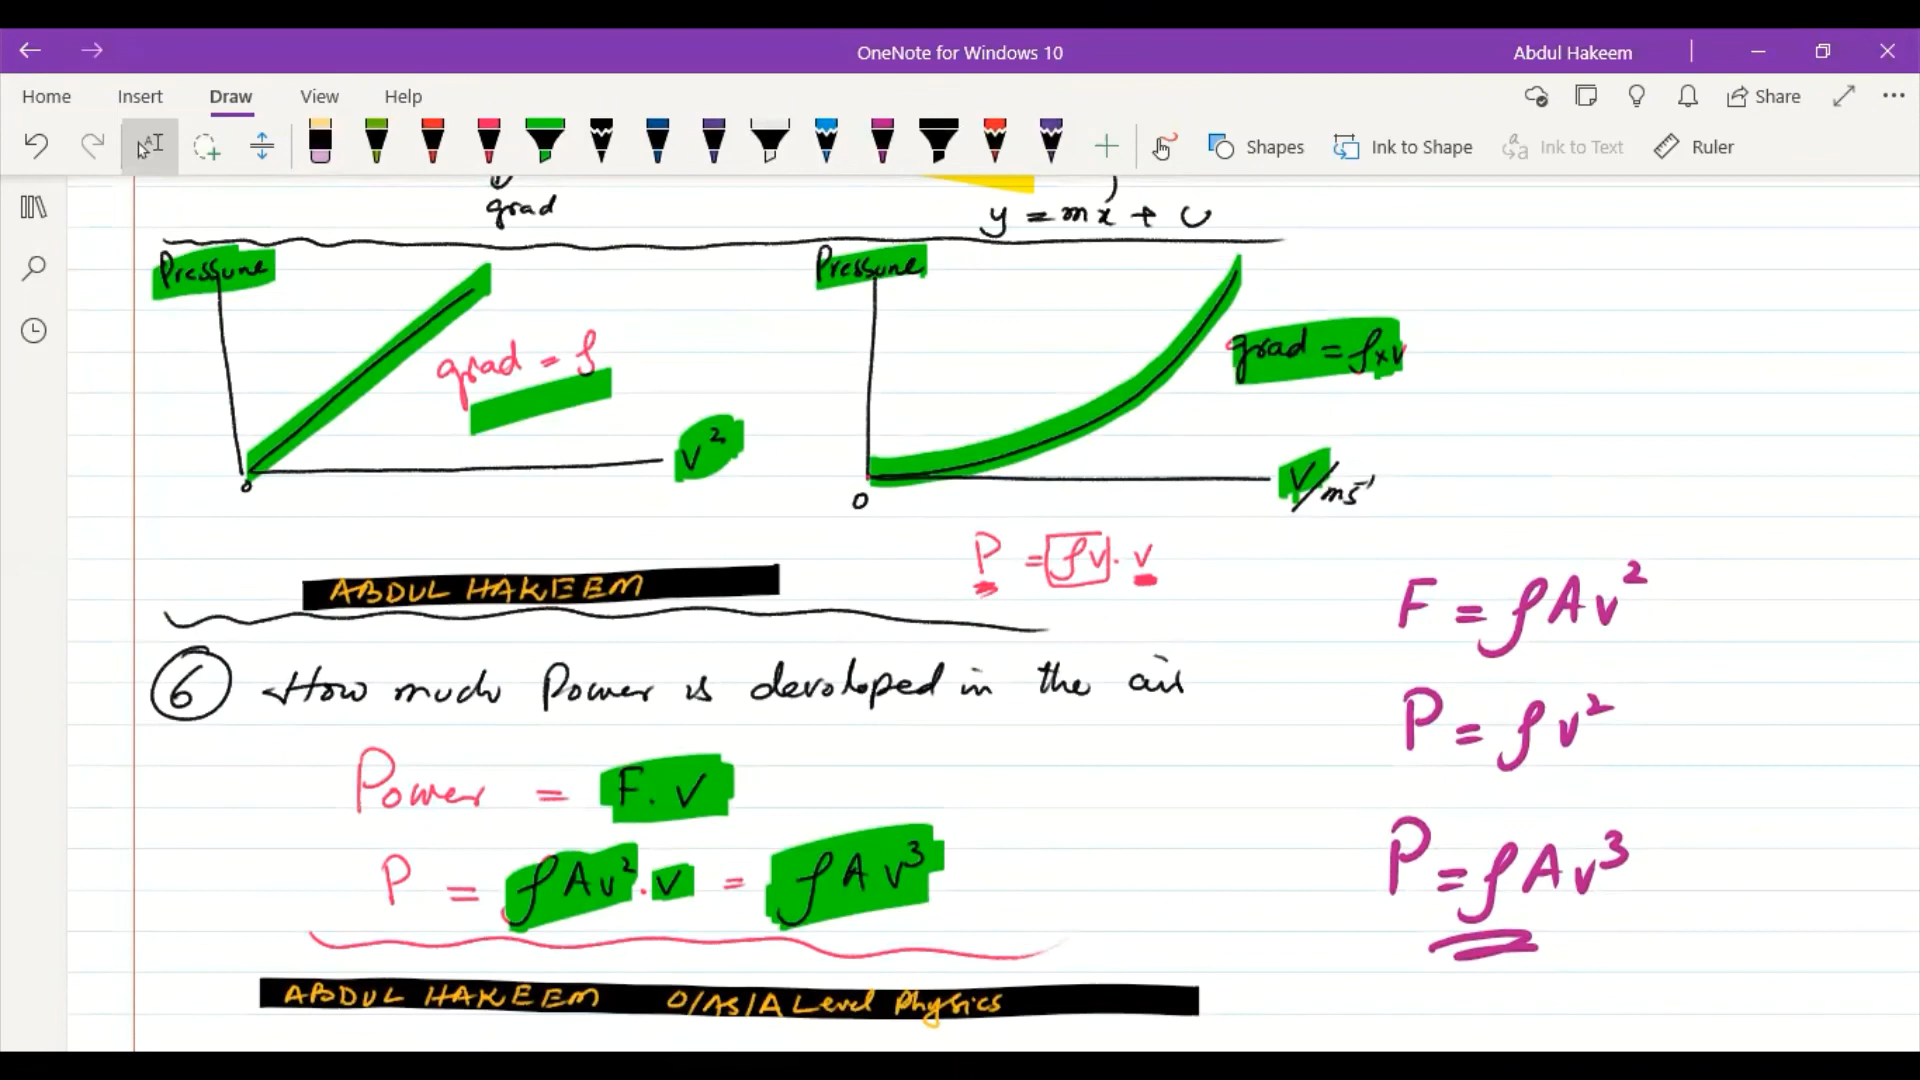 OneNote for Windows 10
Abdul Hakeem
Home Insert Draw View Help
Share
Shapes Ink to Shape Ink to Text Ruler
grad
y = mx + c
Pressure
grad = ρ
v²
0
Pressure
grad = ρxv
V/ms⁻¹
0
P = ρv . v
ABDUL HAKEEM
F = ρAv²
P = ρv²
P = ρAv³
6 How much Power is developed in the air
Power = F. v
P = ρAv² . v = ρAv³
ABDUL HAKEEM O/AS/A Level Physics